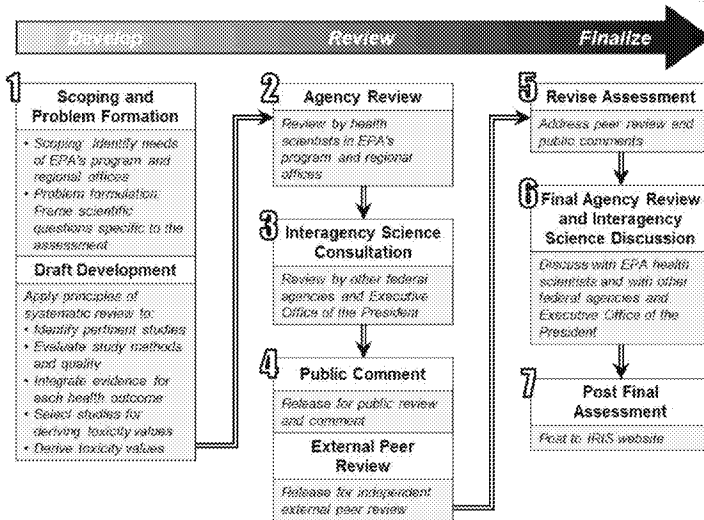 Develop Review Finalize
1
Scoping and
Problem Formation
• Scoping: Identify needs
of EPA's program and
regional offices
• Problem formulation:
Frame scientific
questions specific to the
assessment
Draft Development
Apply principles of
systematic review to:
• Identify pertinent studies
• Evaluate study methods
and quality
• Integrate evidence for
each health outcome
• Select studies for
deriving toxicity values
• Derive toxicity values
2
Agency Review
Review by health
scientists in EPA's
program and regional
offices
3
Interagency Science
Consultation
Review by other federal
agencies and Executive
Office of the President
4
Public Comment
Release for public review
and comment
External Peer
Review
Release for independent
external peer review
5
Revise Assessment
Address peer review and
public comments
6
Final Agency Review
and Interagency
Science Discussion
Discuss with EPA health
scientists and with other
federal agencies and
Executive Office of the
President
7
Post Final
Assessment
Post to IRIS website